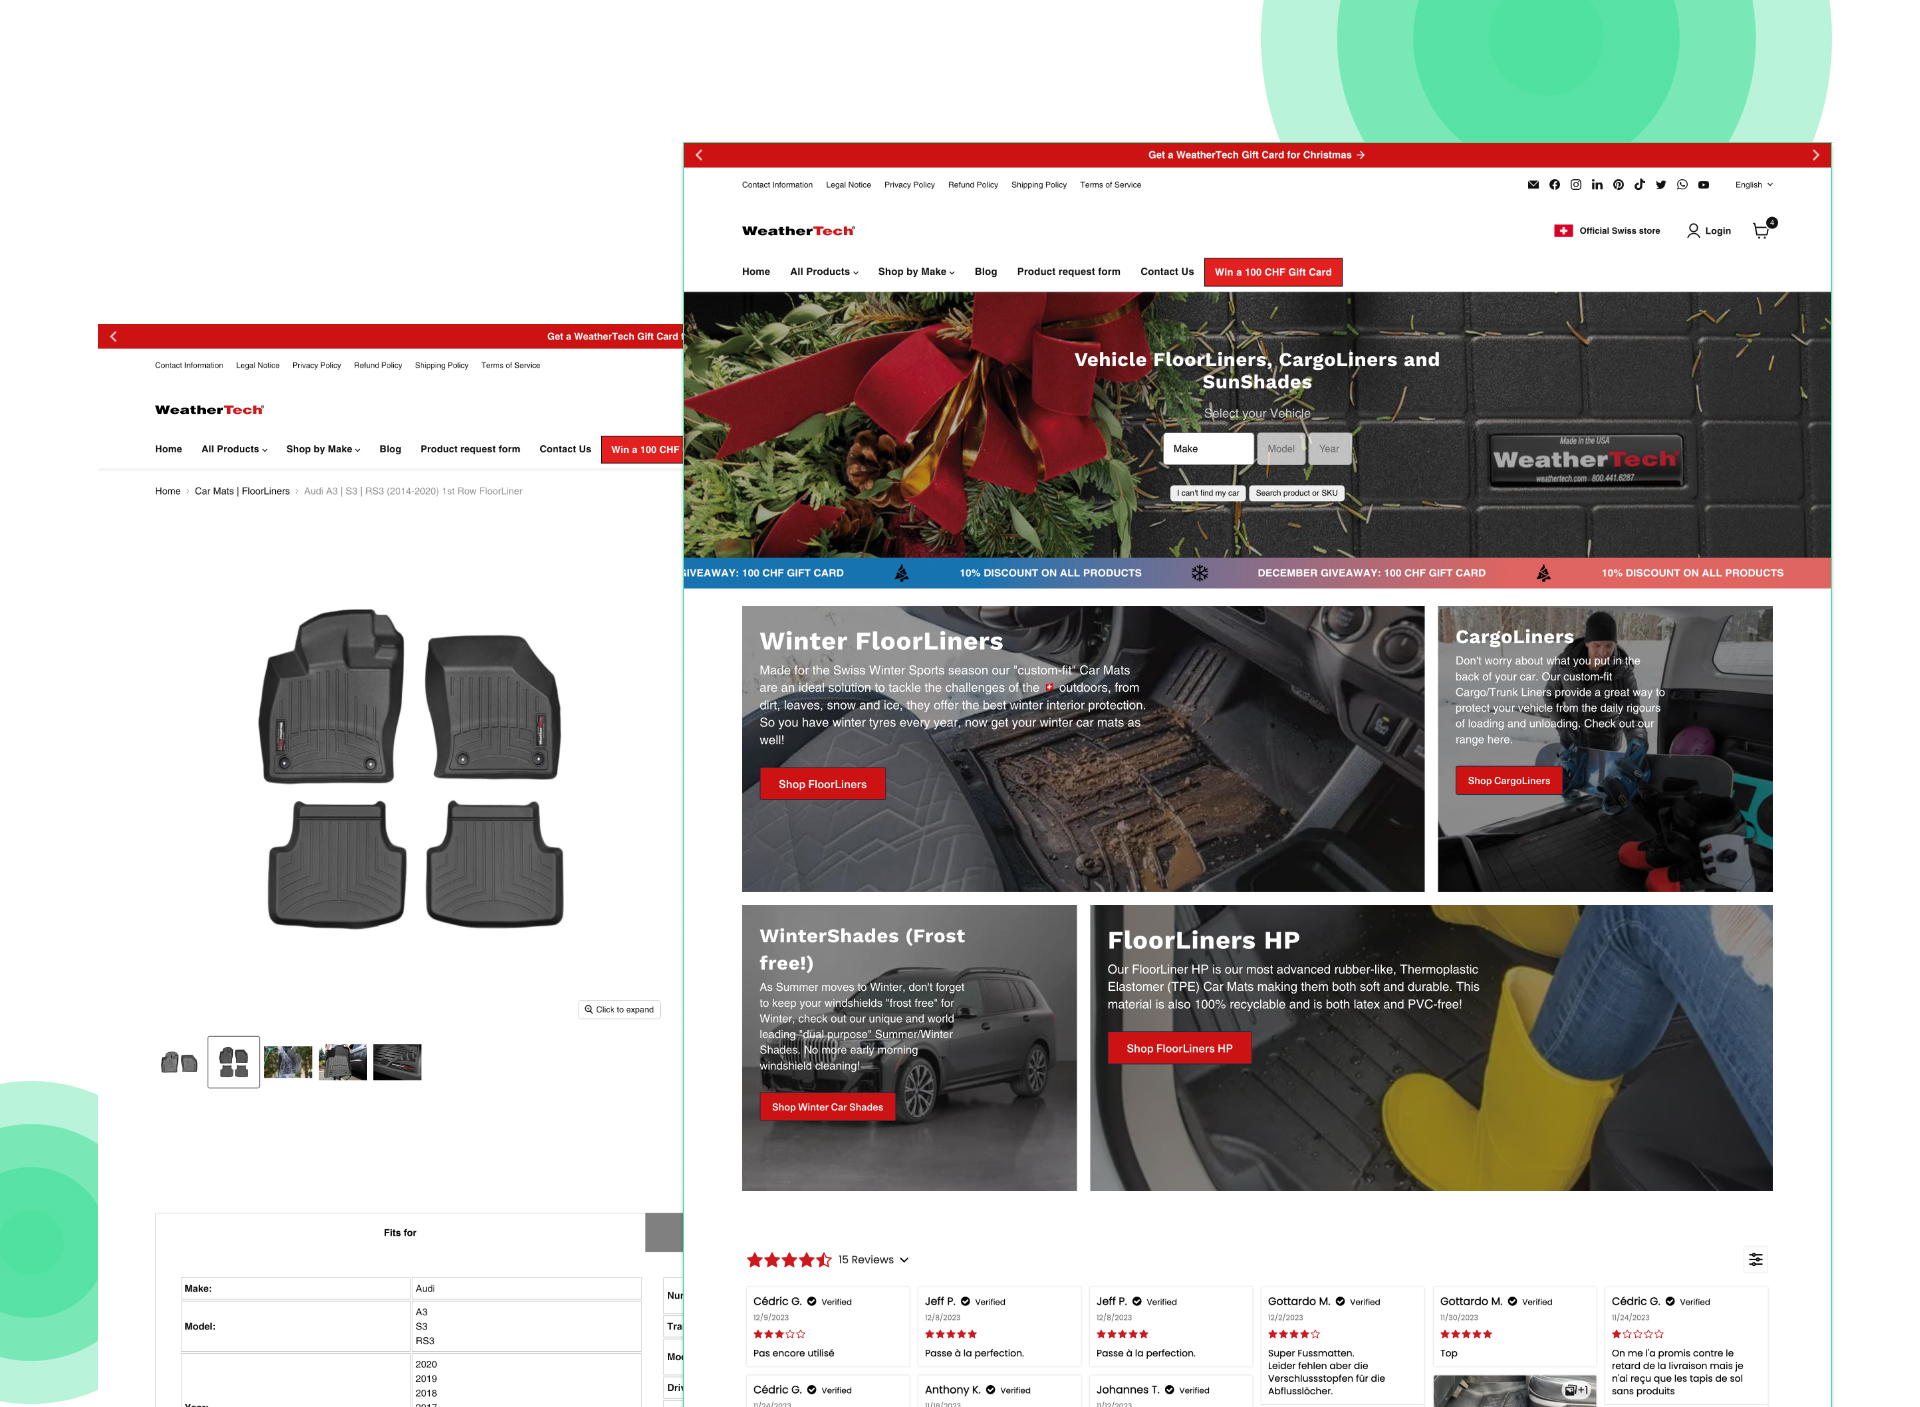 Get a WeatherTech Gift Card f
Contact Information Legal Notice Privacy Policy Refund Policy Shipping Policy Terms of Service
WeatherTech
Home All Products Shop by Make Blog Product request form Contact Us Win a 100 CHF
Home › Car Mats | FloorLiners › Audi A3 | S3 | RS3 (2014-2020) 1st Row FloorLiner
Click to expand
Fits for
Make: Audi
Model:
A3
S3
RS3
2020
2019
2018
2017
Year:
Get a WeatherTech Gift Card for Christmas →
Contact Information Legal Notice Privacy Policy Refund Policy Shipping Policy Terms of Service
English
WeatherTech
Official Swiss store Login 4
Home All Products Shop by Make Blog Product request form Contact Us Win a 100 CHF Gift Card
Vehicle FloorLiners, CargoLiners and
SunShades
Select your Vehicle
Make Model Year
I can't find my car Search product or SKU
Made in the USA
WeatherTech
weathertech.com 800.441.6287
GIVEAWAY: 100 CHF GIFT CARD 10% DISCOUNT ON ALL PRODUCTS DECEMBER GIVEAWAY: 100 CHF GIFT CARD 10% DISCOUNT ON ALL PRODUCTS
Winter FloorLiners
Made for the Swiss Winter Sports season our "custom-fit" Car Mats
are an ideal solution to tackle the challenges of the 🇨🇭 outdoors, from
dirt, leaves, snow and ice, they offer the best winter interior protection.
So you have winter tyres every year, now get your winter car mats as
well!
Shop FloorLiners
CargoLiners
Don't worry about what you put in the
back of your car. Our custom-fit
Cargo/Trunk Liners provide a great way to
protect your vehicle from the daily rigours
of loading and unloading. Check out our
range here.
Shop CargoLiners
WinterShades (Frost
free!)
As Summer moves to Winter, don't forget
to keep your windshields "frost free" for
Winter, check out our unique and world
leading "dual purpose" Summer/Winter
Shades. No more early morning
windshield cleaning!
Shop Winter Car Shades
FloorLiners HP
Our FloorLiner HP is our most advanced rubber-like, Thermoplastic
Elastomer (TPE) Car Mats making them both soft and durable. This
material is also 100% recyclable and is both latex and PVC-free!
Shop FloorLiners HP
15 Reviews
Cédric G. Verified
12/9/2023
Pas encore utilisé
Jeff P. Verified
12/8/2023
Passe à la perfection.
Jeff P. Verified
12/8/2023
Passe à la perfection.
Gottardo M. Verified
12/2/2023
Super Fussmatten.
Leider fehlen aber die
Verschlussstopfen für die
Abflusslöcher.
Gottardo M. Verified
11/30/2023
Top
+1
Cédric G. Verified
11/24/2023
On me l'a promis contre le
retard de la livraison mais je
n'ai reçu que les tapis de sol
sans produits
Cédric G. Verified
11/24/2023
Anthony K. Verified
11/18/2023
Johannes T. Verified
11/12/2023